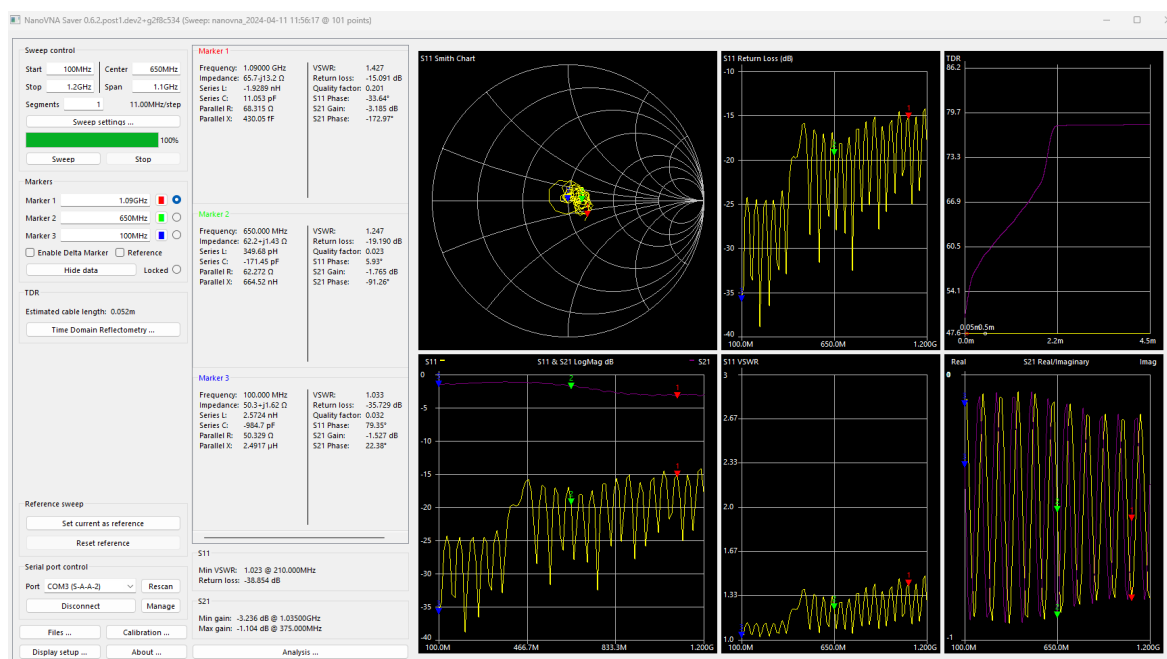 NanoVNA Saver 0.6.2.post1.dev2+g2f8c534 (Sweep: nanovna_2024-04-11 11:56:17 @ 101 points)
Sweep control
Start 100MHz Center 650MHz
Stop 1.2GHz Span 1.1GHz
Segments 1 11.00MHz/step
Sweep settings ...
100%
Sweep Stop
Markers
Marker 1 1.09GHz
Marker 2 650MHz
Marker 3 100MHz
Enable Delta Marker Reference
Hide data Locked
TDR
Estimated cable length: 0.052m
Time Domain Reflectometry ...
Reference sweep
Set current as reference
Reset reference
Serial port control
Port COM3 (S-A-A-2) Rescan
Disconnect Manage
Files ... Calibration ...
Display setup ... About ...
Marker 1
Frequency: 1.09000 GHz VSWR: 1.427
Impedance: 65.7-j13.2 Ω Return loss: -15.091 dB
Series L: -1.9289 nH Quality factor: 0.201
Series C: 11.053 pF S11 Phase: -33.64°
Parallel R: 68.315 Ω S21 Gain: -3.185 dB
Parallel X: 430.05 fF S21 Phase: -172.97°
Marker 2
Frequency: 650.000 MHz VSWR: 1.247
Impedance: 62.2+j1.43 Ω Return loss: -19.190 dB
Series L: 349.68 pH Quality factor: 0.023
Series C: -171.45 pF S11 Phase: 5.93°
Parallel R: 62.272 Ω S21 Gain: -1.765 dB
Parallel X: 664.52 nH S21 Phase: -91.26°
Marker 3
Frequency: 100.000 MHz VSWR: 1.033
Impedance: 50.3+j1.62 Ω Return loss: -35.729 dB
Series L: 2.5724 nH Quality factor: 0.032
Series C: -984.7 pF S11 Phase: 79.35°
Parallel R: 50.329 Ω S21 Gain: -1.527 dB
Parallel X: 2.4917 µH S21 Phase: 22.38°
S11
Min VSWR: 1.023 @ 210.000MHz
Return loss: -38.854 dB
S21
Min gain: -3.236 dB @ 1.03500GHz
Max gain: -1.104 dB @ 375.000MHz
Analysis ...
S11 Smith Chart
S11 Return Loss (dB)
-10
-15
-20
-25
-30
-35
-40
100.0M 650.0M 1.200G
1
2
TDR
86.2
79.7
73.3
66.9
60.5
54.1
47.6
0.05m0.5m
0.0m 2.2m 4.5m
S11 S11 & S21 LogMag dB S21
0
-5
-10
-15
-20
-25
-30
-35
-40
100.0M 466.7M 833.3M 1.200G
2
1
2
1
S11 VSWR
3
2.67
2.33
2.0
1.67
1.33
1.0
100.0M 650.0M 1.200G
1
Real S21 Real/Imaginary Imag
0 0
-1
100.0M 650.0M 1.200G
2
1
2